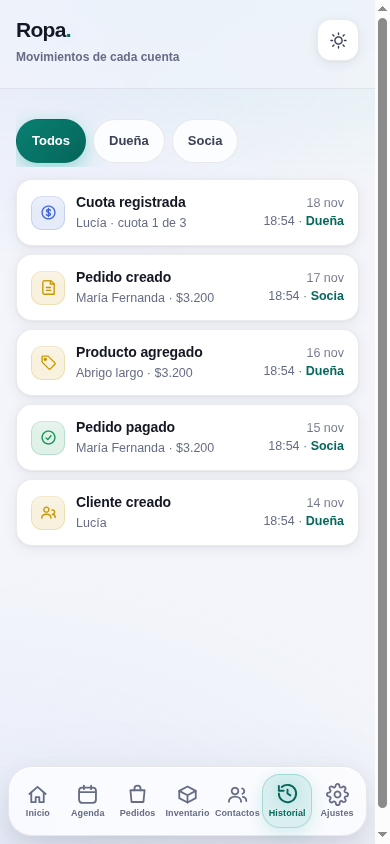 Ropa.
Movimientos de cada cuenta
Todos
Dueña
Socia
Cuota registrada
Lucía · cuota 1 de 3
18 nov
18:54 · Dueña
Pedido creado
María Fernanda · $3.200
17 nov
18:54 · Socia
Producto agregado
Abrigo largo · $3.200
16 nov
18:54 · Dueña
Pedido pagado
María Fernanda · $3.200
15 nov
18:54 · Socia
Cliente creado
Lucía
14 nov
18:54 · Dueña
Inicio
Agenda
Pedidos
Inventario
Contactos
Historial
Ajustes